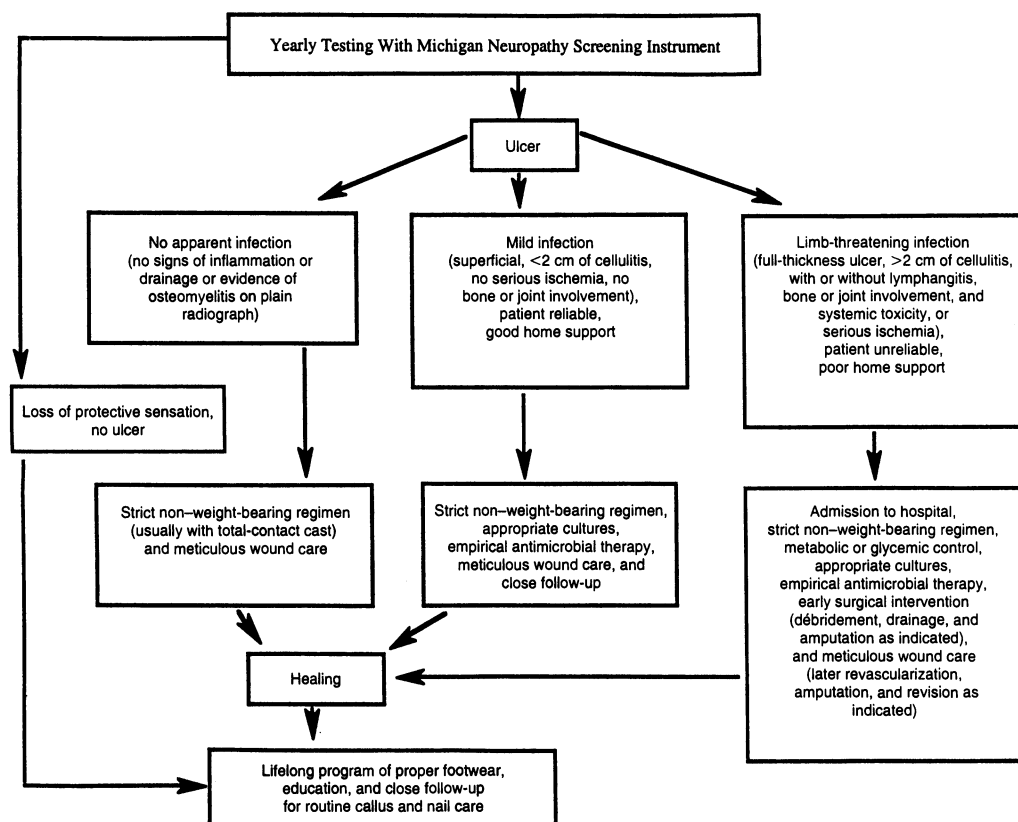 Yearly Testing With Michigan Neuropathy Screening Instrument
Ulcer
No apparent infection
(no signs of inflammation or
drainage or evidence of
osteomyelitis on plain
radiograph)
Mild infection
(superficial, <2 cm of cellulitis,
no serious ischemia, no
bone or joint involvement),
patient reliable,
good home support
Limb-threatening infection
(full-thickness ulcer, >2 cm of cellulitis,
with or without lymphangitis,
bone or joint involvement, and
systemic toxicity, or
serious ischemia),
patient unreliable,
poor home support
Loss of protective sensation,
no ulcer
Strict non–weight-bearing regimen
(usually with total-contact cast)
and meticulous wound care
Strict non–weight-bearing regimen,
appropriate cultures,
empirical antimicrobial therapy,
meticulous wound care, and
close follow-up
Admission to hospital,
strict non–weight-bearing regimen,
metabolic or glycemic control,
appropriate cultures,
empirical antimicrobial therapy,
early surgical intervention
(débridement, drainage, and
amputation as indicated),
and meticulous wound care
(later revascularization,
amputation, and revision as
indicated)
Healing
Lifelong program of proper footwear,
education, and close follow-up
for routine callus and nail care